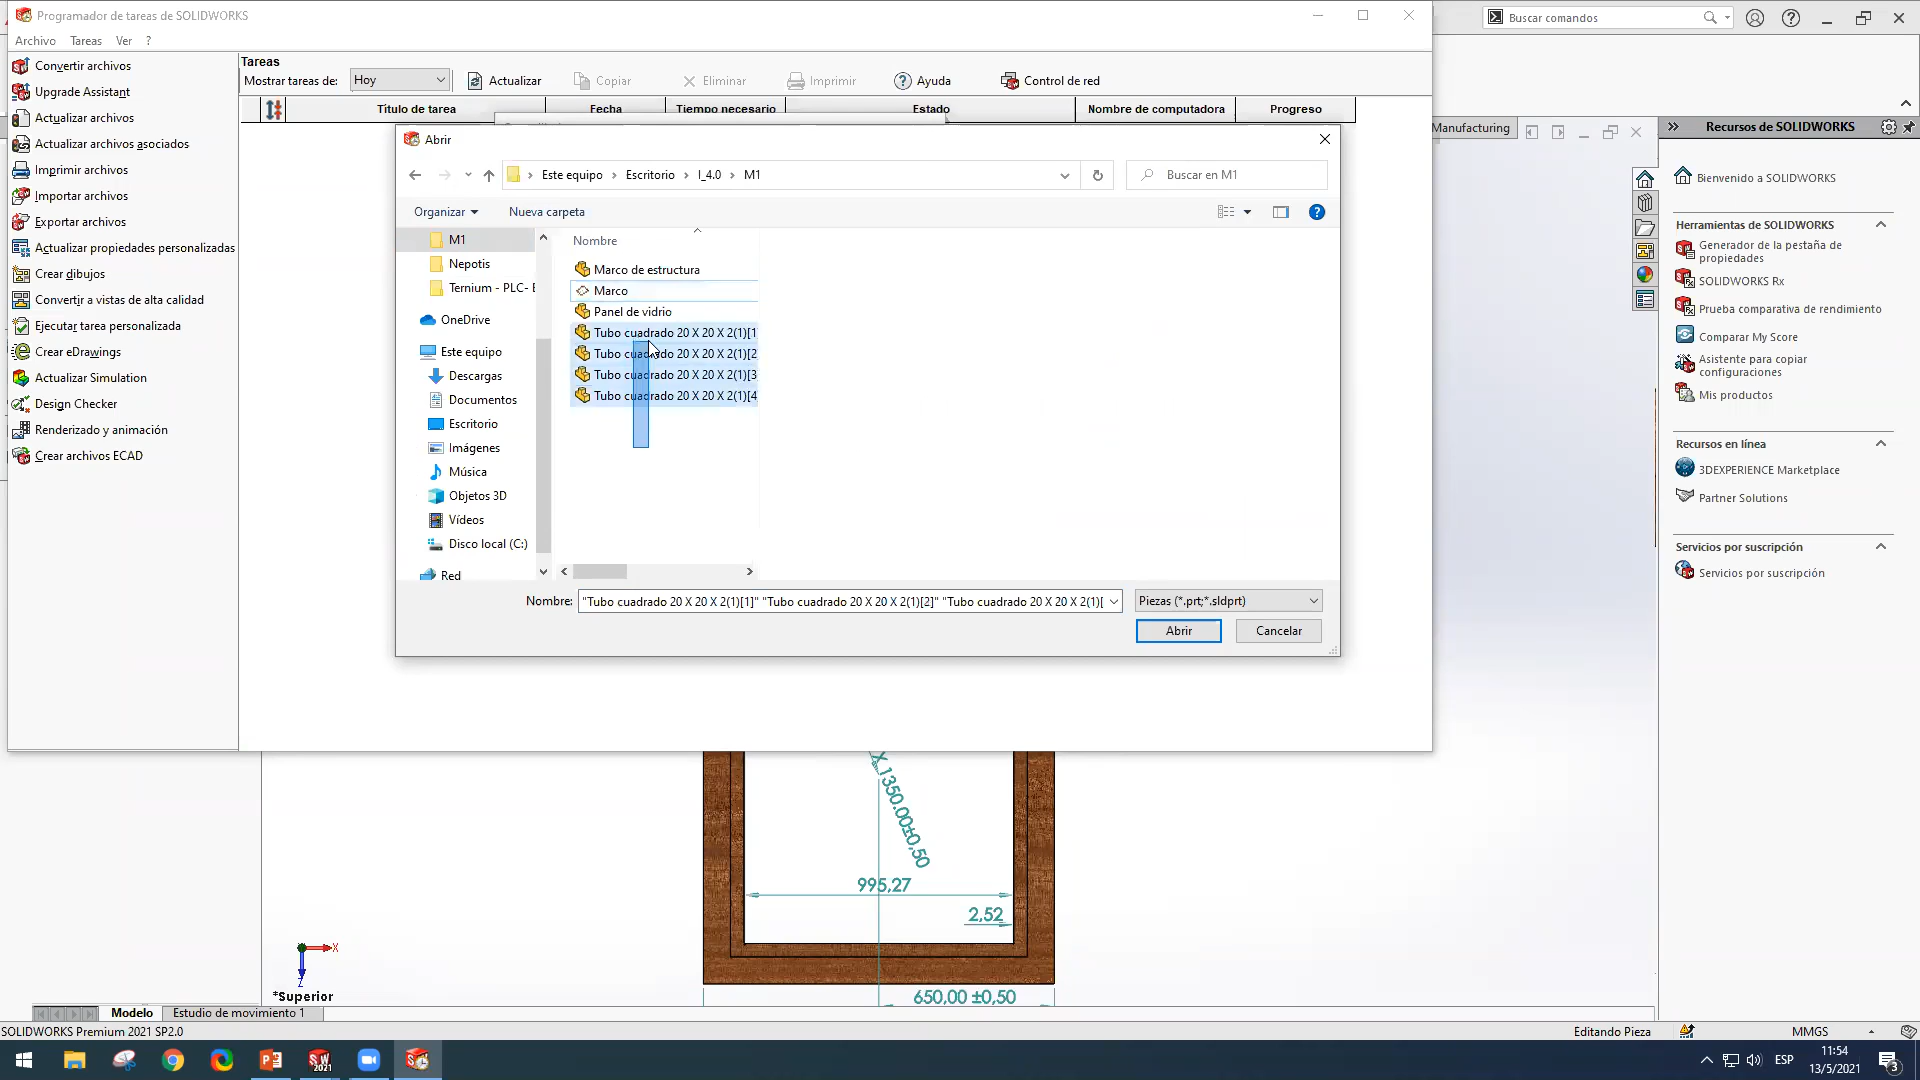 Programador de tareas de SOLIDWORKS
Buscar comandos
Archivo Tareas Ver ?
Convertir archivos
Upgrade Assistant
Actualizar archivos
Actualizar archivos asociados
Imprimir archivos
Importar archivos
Exportar archivos
Actualizar propiedades personalizadas
Crear dibujos
Convertir a vistas de alta calidad
Ejecutar tarea personalizada
Crear eDrawings
Actualizar Simulation
Design Checker
Renderizado y animación
Crear archivos ECAD
Tareas
Mostrar tareas de: Hoy Actualizar Copiar Eliminar Imprimir Ayuda Control de red
Título de tarea Fecha Tiempo necesario Estado Nombre de computadora Progreso
Abrir
Este equipo Escritorio I_4.0 M1
Buscar en M1
Organizar Nueva carpeta
M1
Nepotis
Ternium - PLC- E
OneDrive
Este equipo
Descargas
Documentos
Escritorio
Imágenes
Música
Objetos 3D
Vídeos
Disco local (C:)
Red
Nombre
Marco de estructura
Marco
Panel de vidrio
Tubo cuadrado 20 X 20 X 2(1)[1
Tubo cuadrado 20 X 20 X 2(1)[2
Tubo cuadrado 20 X 20 X 2(1)[3
Tubo cuadrado 20 X 20 X 2(1)[4
Nombre: "Tubo cuadrado 20 X 20 X 2(1)[1]" "Tubo cuadrado 20 X 20 X 2(1)[2]" "Tubo cuadrado 20 X 20 X 2(1)[ Piezas (*.prt;*.sldprt)
Abrir Cancelar
Manufacturing
Recursos de SOLIDWORKS
Bienvenido a SOLIDWORKS
Herramientas de SOLIDWORKS
Generador de la pestaña de
propiedades
SOLIDWORKS Rx
Prueba comparativa de rendimiento
Comparar My Score
Asistente para copiar
configuraciones
Mis productos
Recursos en línea
3DEXPERIENCE Marketplace
Partner Solutions
Servicios por suscripción
Servicios por suscripción
X 1350.00±0,50
995,27
2,52
650,00 ±0,50
X
Z
*Superior
Modelo Estudio de movimiento 1
SOLIDWORKS Premium 2021 SP2.0
Editando Pieza
MMGS
2021
ESP
11:54
13/5/2021
3